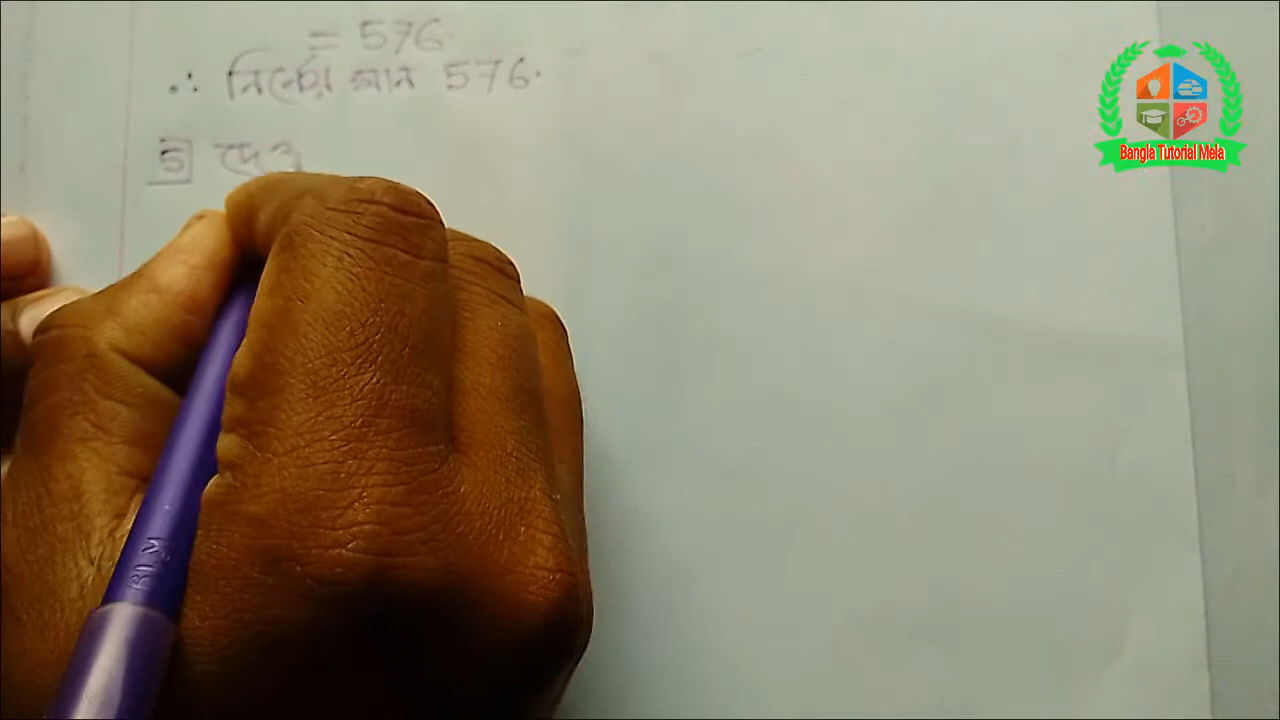 = 576.
∴ নির্ণেয় মান 576.
5 দেও
Bangla Tutorial Mela